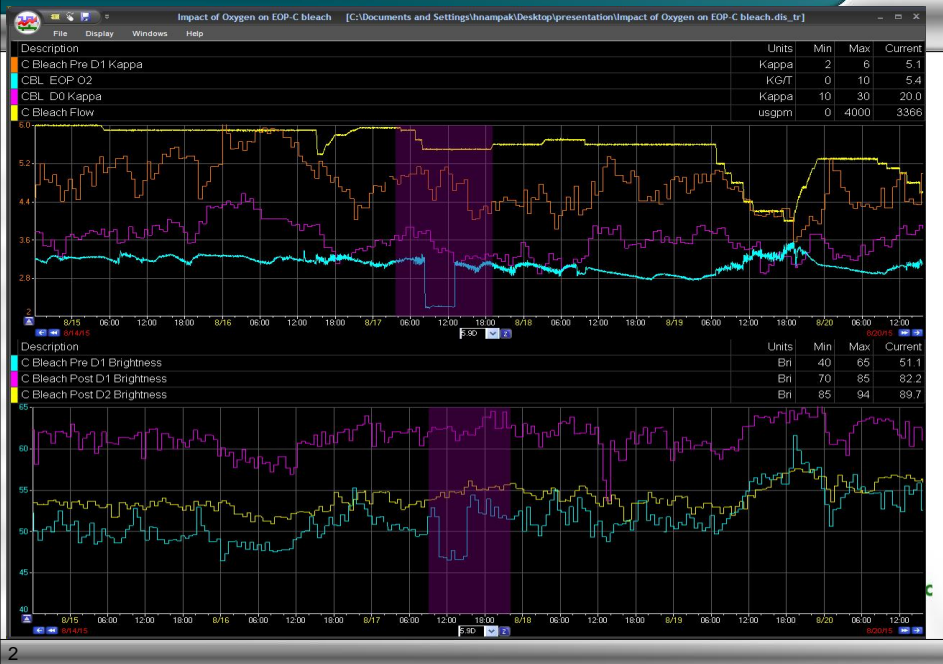 Impact of Oxygen on EOP-C bleach [C:\Documents and Settings\hnampak\Desktop\presentation\Impact of Oxygen on EOP-C bleach.dis_tr]
File Display Windows Help
Description Units Min Max Current
C Bleach Pre D1 Kappa Kappa 2 6 5.1
CBL EOP O2 KG/T 0 10 5.4
CBL D0 Kappa Kappa 10 30 20.0
C Bleach Flow usgpm 0 4000 3366
6.0
5.2
4.4
3.6
2.8
2
8/15 06:00 12:00 18:00 8/16 06:00 12:00 18:00 8/17 06:00 12:00 18:00 8/18 06:00 12:00 18:00 8/19 06:00 12:00 18:00 8/20 06:00 12:00
8/14/15 5.9D Z 8/20/15
Description Units Min Max Current
C Bleach Pre D1 Brightness Bri 40 65 51.1
C Bleach Post D1 Brightness Bri 70 85 82.2
C Bleach Post D2 Brightness Bri 85 94 89.7
65
60
55
50
45
40
8/15 06:00 12:00 18:00 8/16 06:00 12:00 18:00 8/17 06:00 12:00 18:00 8/18 06:00 12:00 18:00 8/19 06:00 12:00 18:00 8/20 06:00 12:00
8/14/15 5.9D Z 8/20/15
c
2